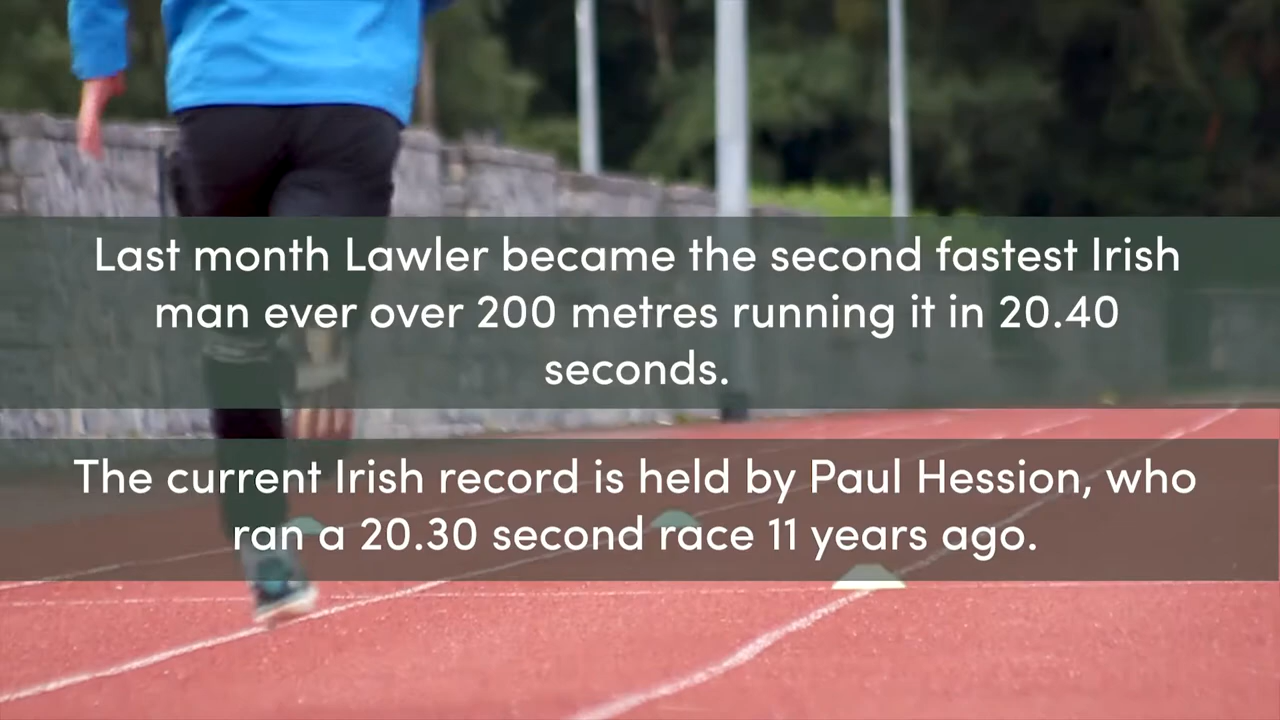 Last month Lawler became the second fastest Irish
man ever over 200 metres running it in 20.40
seconds.
The current Irish record is held by Paul Hession, who
ran a 20.30 second race 11 years ago.